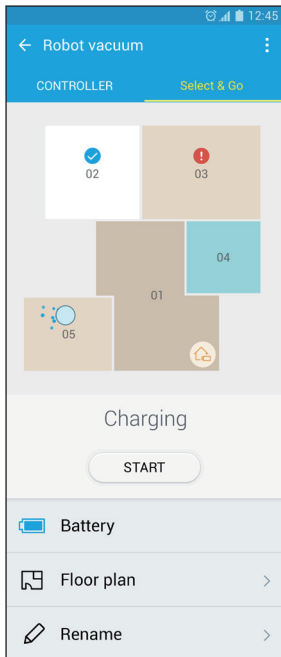 12:45
Robot vacuum
CONTROLLER Select & Go
02
03
04
01
05
Charging
START
Battery
Floor plan
Rename